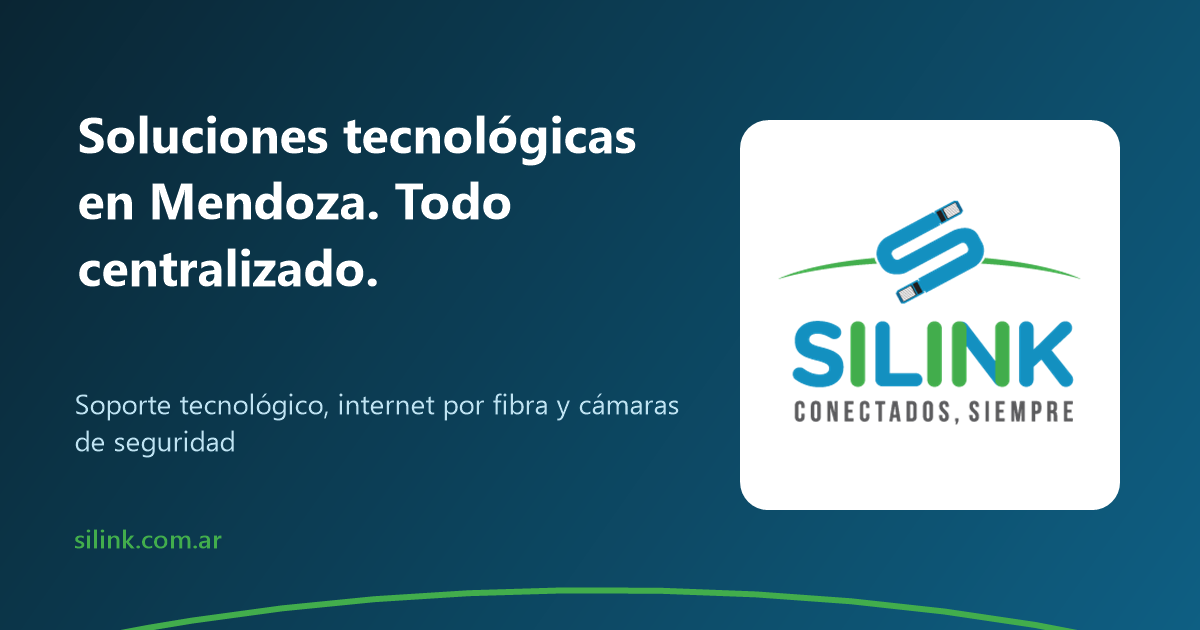 Soluciones tecnológicas
en Mendoza. Todo
centralizado.
Soporte tecnológico, internet por fibra y cámaras
de seguridad
silink.com.ar
SILINK
CONECTADOS, SIEMPRE